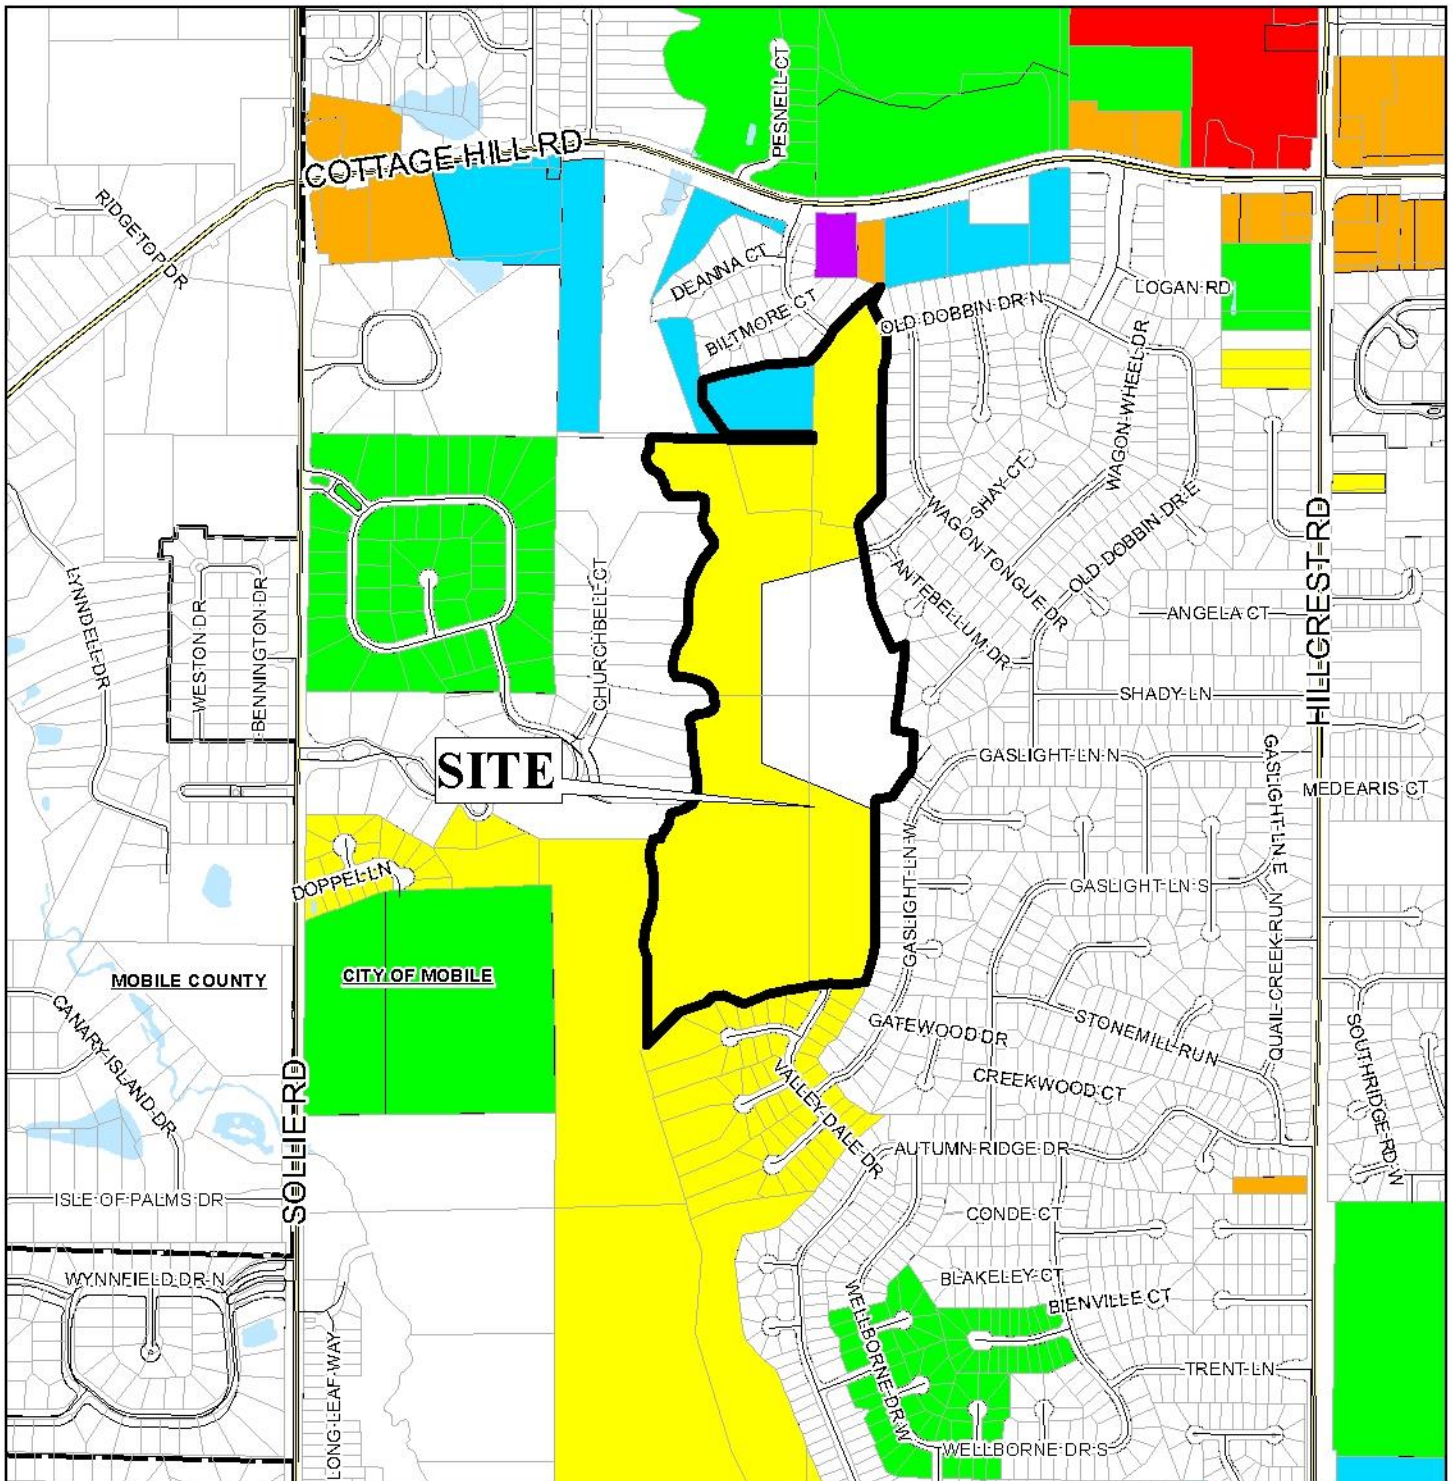 PESNELL CT
COTTAGE HILL RD
RIDGETOP DR
DEANNA CT
LOGAN RD
BILTMORE CT
OLD DOBBIN DR N
WAGON WHEEL DR
SHAY CT
WAGON TONGUE DR
OLD DOBBIN DR E
HILLCREST RD
LYNNDELL DR
WESTON DR
BENNINGTON DR
CHURCHBELL CT
ANTEBELLUM DR
ANGELA CT
SHADY LN
SITE
GASLIGHT LN N
GASLIGHT LN E
MEDEARIS CT
GASLIGHT LN W
DOPPEL LN
GASLIGHT LN S
QUAIL CREEK RUN
MOBILE COUNTY
CITY OF MOBILE
CANARY ISLAND DR
GATEWOOD DR
STONEMILL RUN
SOUTHRIDGE RD W
CREEKWOOD CT
VALLEY DALE DR
SOLLIE RD
AUTUMN RIDGE DR
ISLE OF PALMS DR
CONDE CT
WYNNFIELD DR N
BLAKELEY CT
BIENVILLE CT
WELLBORNE DR W
LONG LEAF WAY
TRENT LN
WELLBORNE DR S